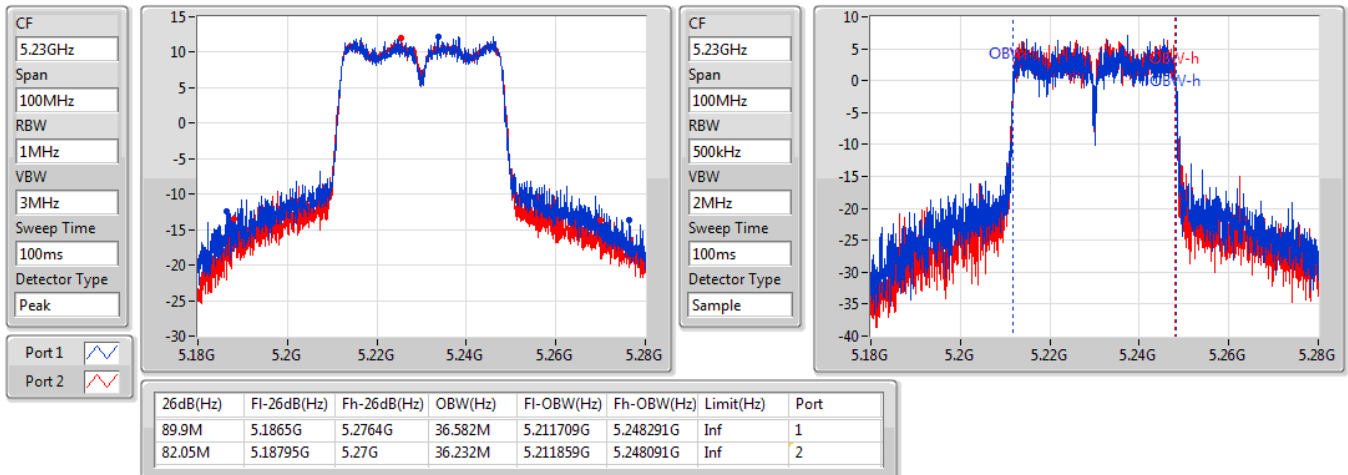 CF
5.23GHz
Span
100MHz
RBW
1MHz
VBW
3MHz
Sweep Time
100ms
Detector Type
Peak
15
10
5
0
-5
-10
-15
-20
-25
-30
5.18G 5.2G 5.22G 5.24G 5.26G 5.28G
CF
5.23GHz
Span
100MHz
RBW
500kHz
VBW
2MHz
Sweep Time
100ms
Detector Type
Sample
10
5
0
-5
-10
-15
-20
-25
-30
-35
-40
OBW-h
OBW-h
5.18G 5.2G 5.22G 5.24G 5.26G 5.28G
Port 1
Port 2
26dB(Hz) Fl-26dB(Hz) Fh-26dB(Hz) OBW(Hz) Fl-OBW(Hz) Fh-OBW(Hz) Limit(Hz) Port
89.9M 5.1865G 5.2764G 36.582M 5.211709G 5.248291G Inf 1
82.05M 5.18795G 5.27G 36.232M 5.211859G 5.248091G Inf 2